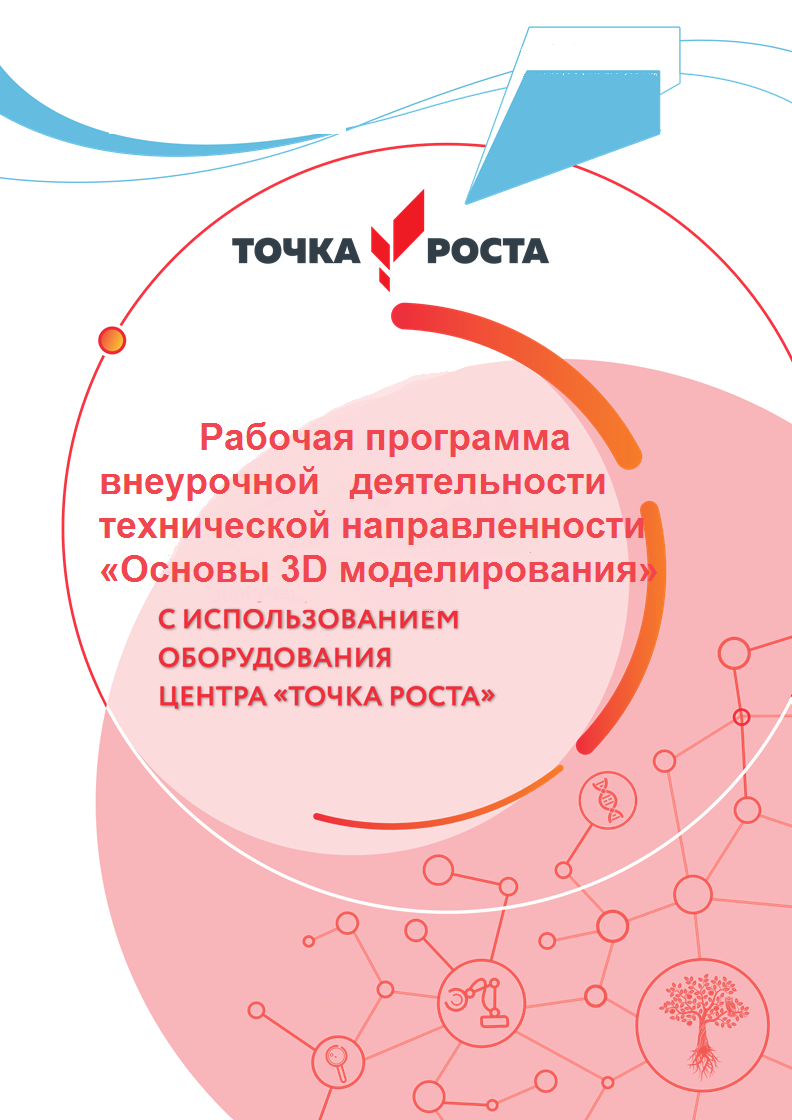 ТОЧКА РОСТА
Рабочая программа
внеурочной деятельности
технической направленности
«Основы 3D моделирования»
С ИСПОЛЬЗОВАНИЕМ
ОБОРУДОВАНИЯ
ЦЕНТРА «ТОЧКА РОСТА»